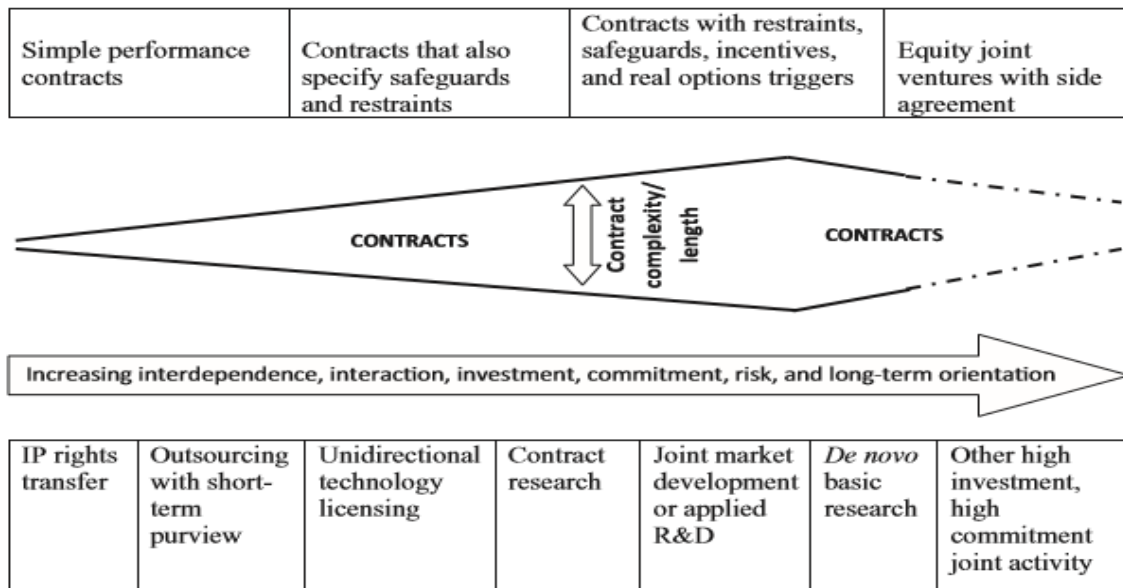 Simple performance
contracts
Contracts that also
specify safeguards
and restraints
Contracts with restraints,
safeguards, incentives,
and real options triggers
Equity joint
ventures with side
agreement
CONTRACTS
Contract
complexity/
length
CONTRACTS
Increasing interdependence, interaction, investment, commitment, risk, and long-term orientation
IP rights
transfer
Outsourcing
with short-
term
purview
Unidirectional
technology
licensing
Contract
research
Joint market
development
or applied
R&D
De novo
basic
research
Other high
investment,
high
commitment
joint activity